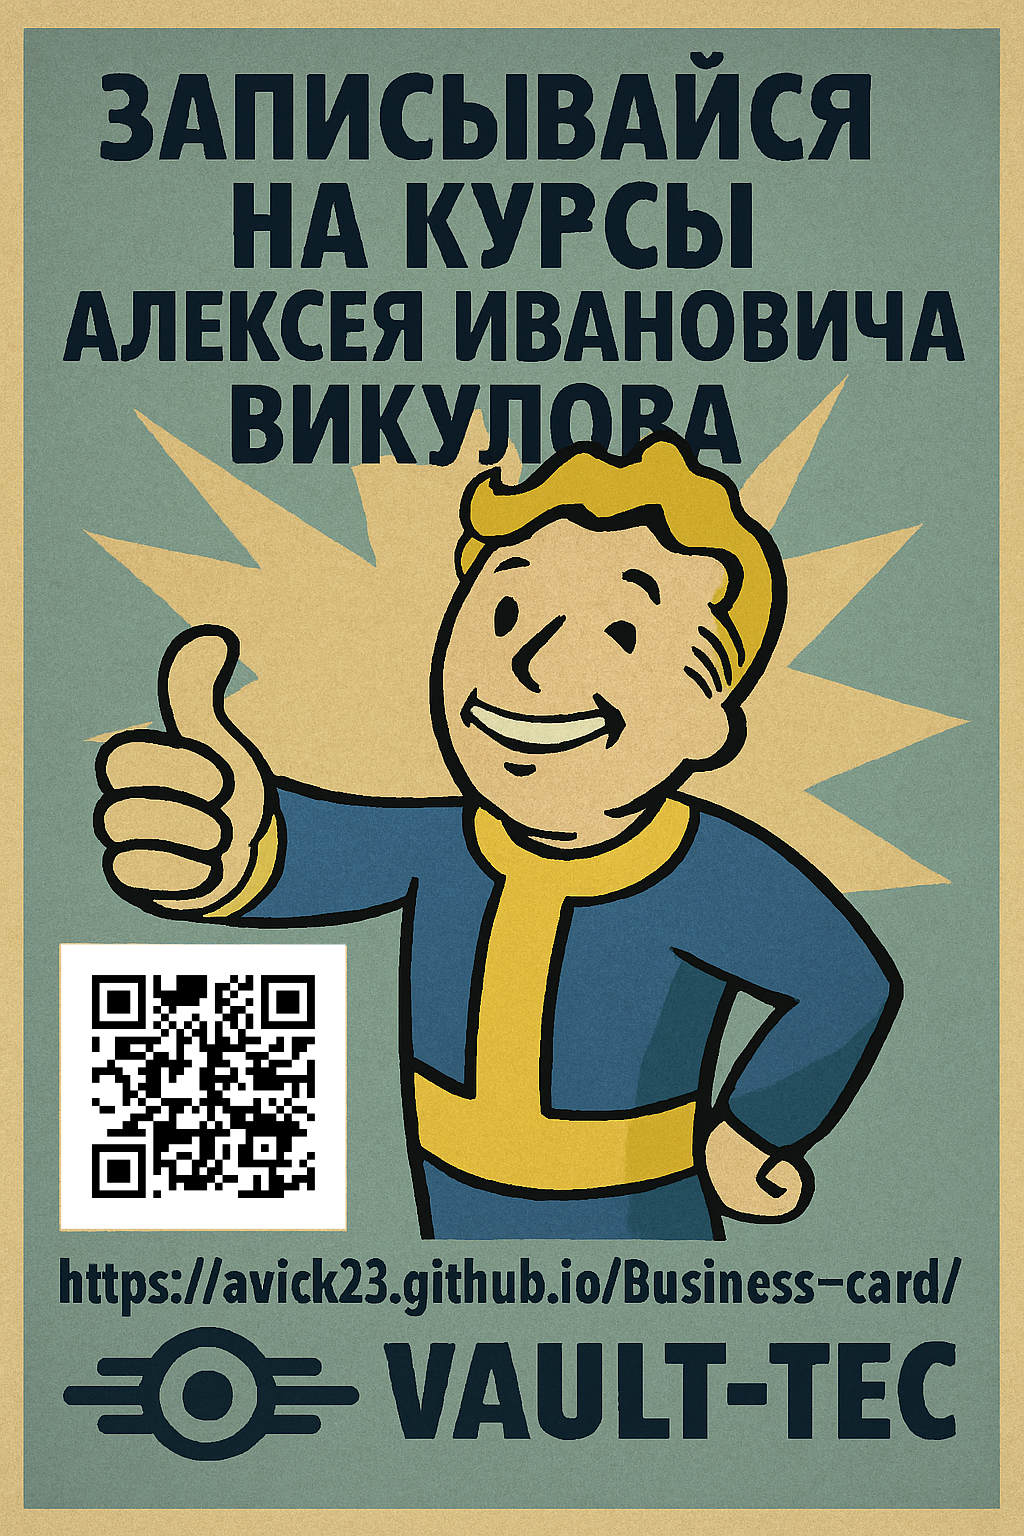 ЗАПИСЫВАЙСЯ
НА КУРСЫ
АЛЕКСЕЯ ИВАНОВИЧА
ВИКУЛОВА
https://avick23.github.io/Business-card/
VAULT-TEC